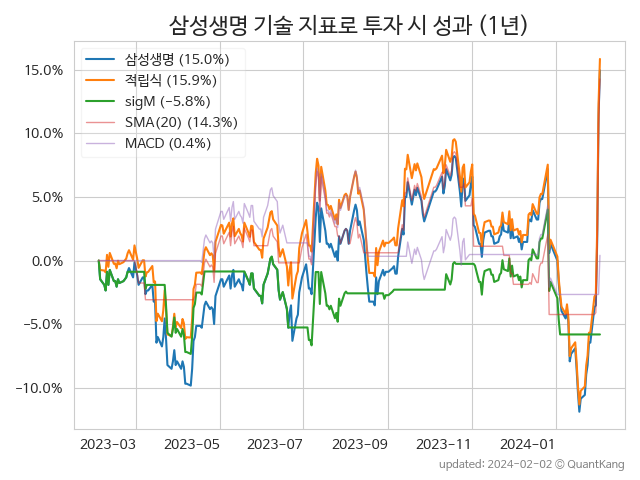 삼성생명 기술 지표로 투자 시 성과 (1년)
삼성생명 (15.0%)
적립식 (15.9%)
sigM (−5.8%)
SMA(20) (14.3%)
MACD (0.4%)
15.0%
10.0%
5.0%
0.0%
−5.0%
−10.0%
2023-03 2023-05 2023-07 2023-09 2023-11 2024-01
updated: 2024-02-02 © QuantKang